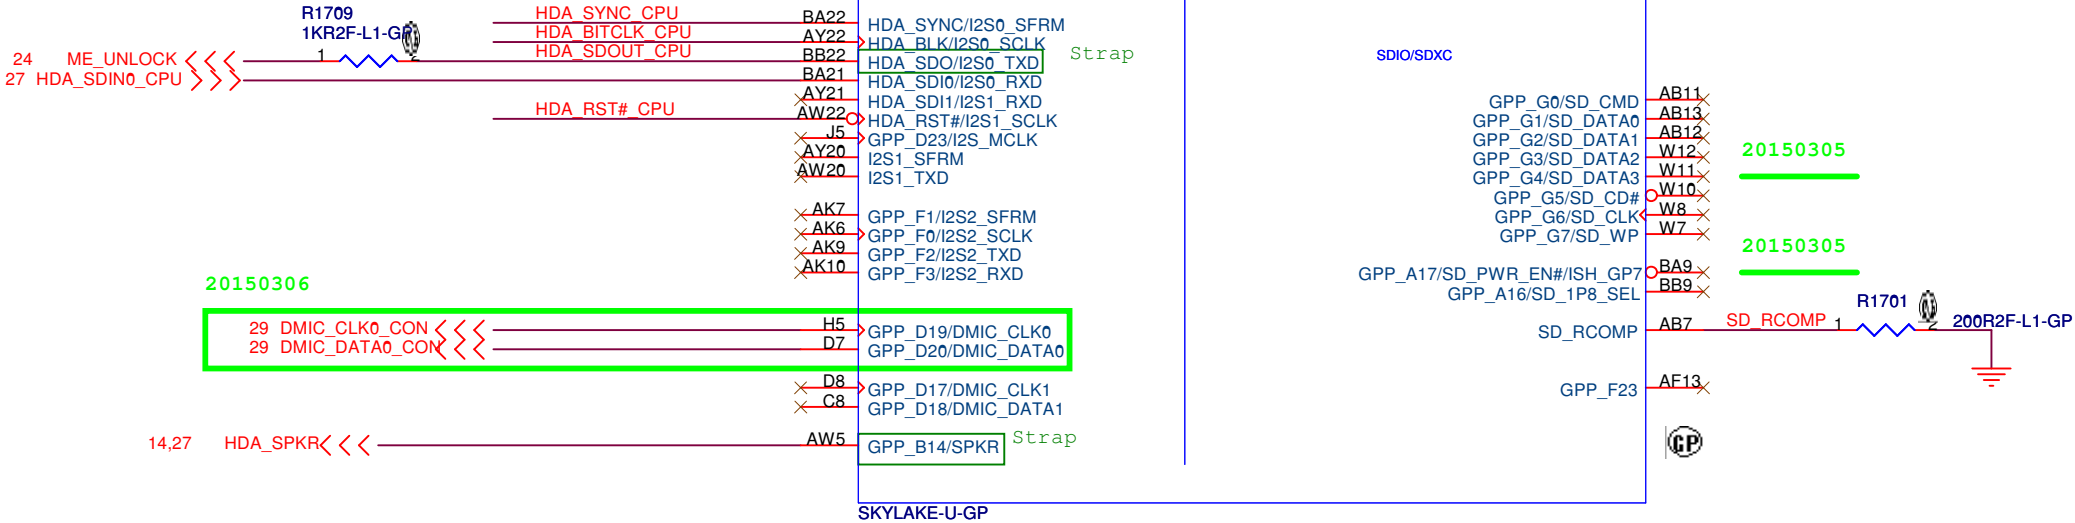 R1709
1KR2F-L1-GP
1
2
24 ME_UNLOCK
27 HDA_SDIN0_CPU
HDA_SYNC_CPU
HDA_BITCLK_CPU
HDA_SDOUT_CPU
HDA_RST#_CPU
BA22 HDA_SYNC/I2S0_SFRM
AY22 HDA_BLK/I2S0_SCLK
BB22 HDA_SDO/I2S0_TXD
Strap
BA21 HDA_SDI0/I2S0_RXD
AY21 HDA_SDI1/I2S1_RXD
AW22 HDA_RST#/I2S1_SCLK
J5 GPP_D23/I2S_MCLK
AY20 I2S1_SFRM
AW20 I2S1_TXD
AK7 GPP_F1/I2S2_SFRM
AK6 GPP_F0/I2S2_SCLK
AK9 GPP_F2/I2S2_TXD
AK10 GPP_F3/I2S2_RXD
20150306
29 DMIC_CLK0_CON
29 DMIC_DATA0_CON
H5 GPP_D19/DMIC_CLK0
D7 GPP_D20/DMIC_DATA0
D8 GPP_D17/DMIC_CLK1
C8 GPP_D18/DMIC_DATA1
14,27 HDA_SPKR
AW5 GPP_B14/SPKR
Strap
SDIO/SDXC
GPP_G0/SD_CMD AB11
GPP_G1/SD_DATA0 AB13
GPP_G2/SD_DATA1 AB12
GPP_G3/SD_DATA2 W12
GPP_G4/SD_DATA3 W11
GPP_G5/SD_CD# W10
GPP_G6/SD_CLK W8
GPP_G7/SD_WP W7
20150305
20150305
GPP_A17/SD_PWR_EN#/ISH_GP7 BA9
GPP_A16/SD_1P8_SEL BB9
SD_RCOMP AB7
SD_RCOMP
1
R1701
2
200R2F-L1-GP
GPP_F23 AF13
GP
SKYLAKE-U-GP